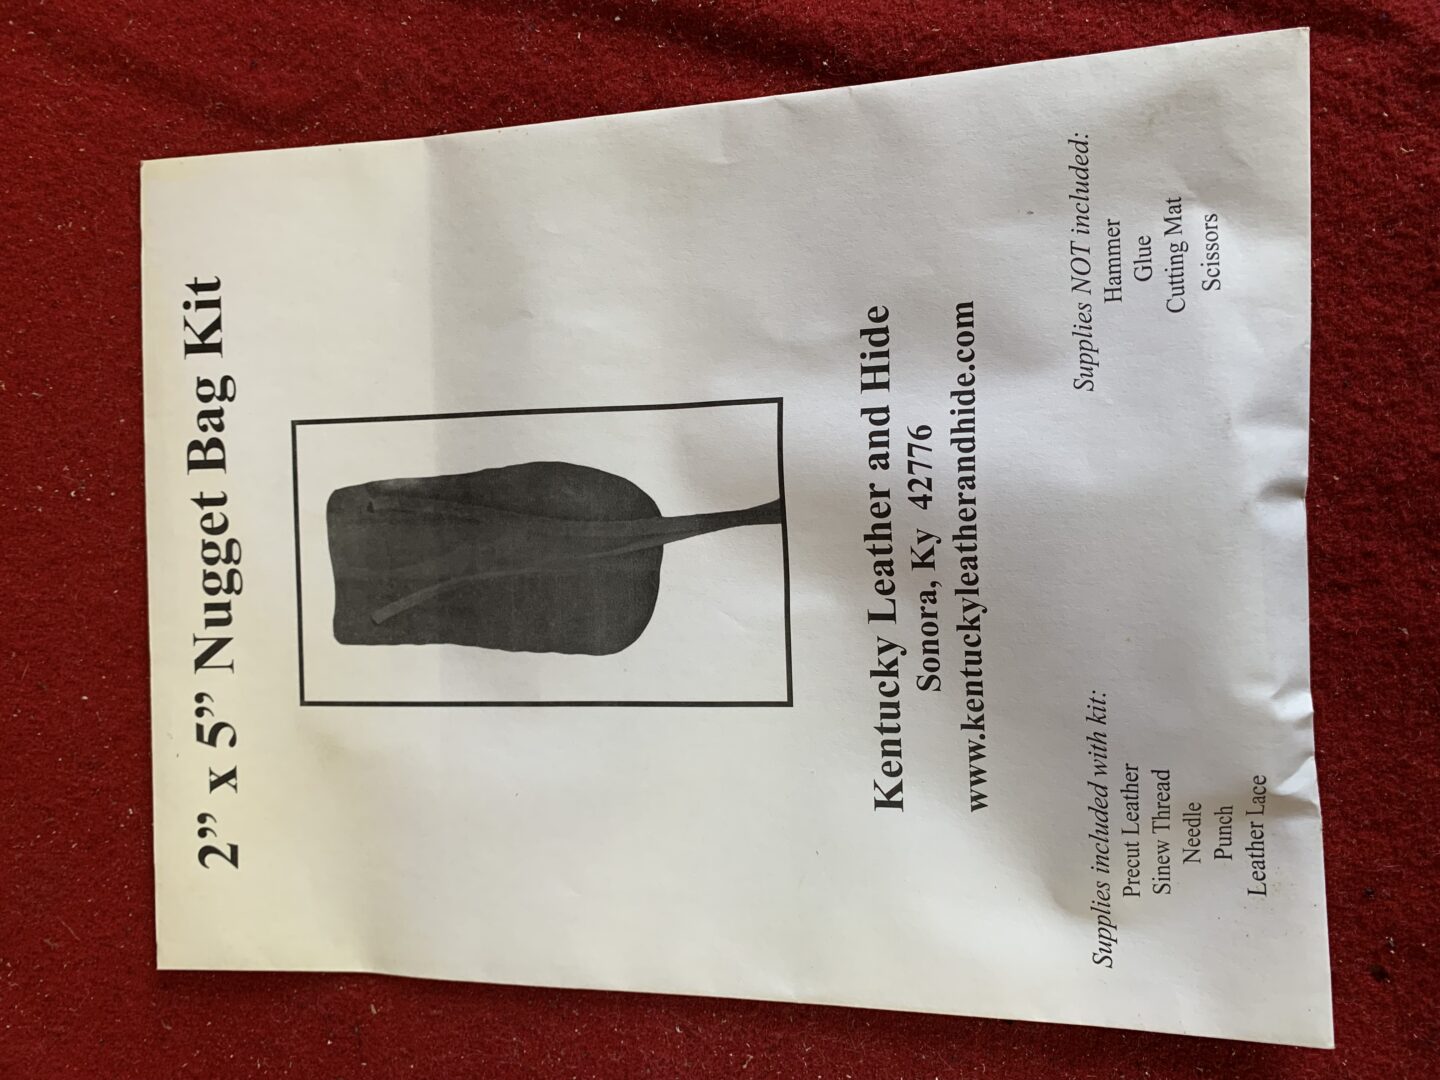 2” x 5” Nugget Bag Kit
Kentucky Leather and Hide
Sonora, Ky 42776
www.kentuckyleatherandhide.com
Supplies included with kit:
Precut Leather
Sinew Thread
Needle
Punch
Leather Lace
Supplies NOT included:
Hammer
Glue
Cutting Mat
Scissors